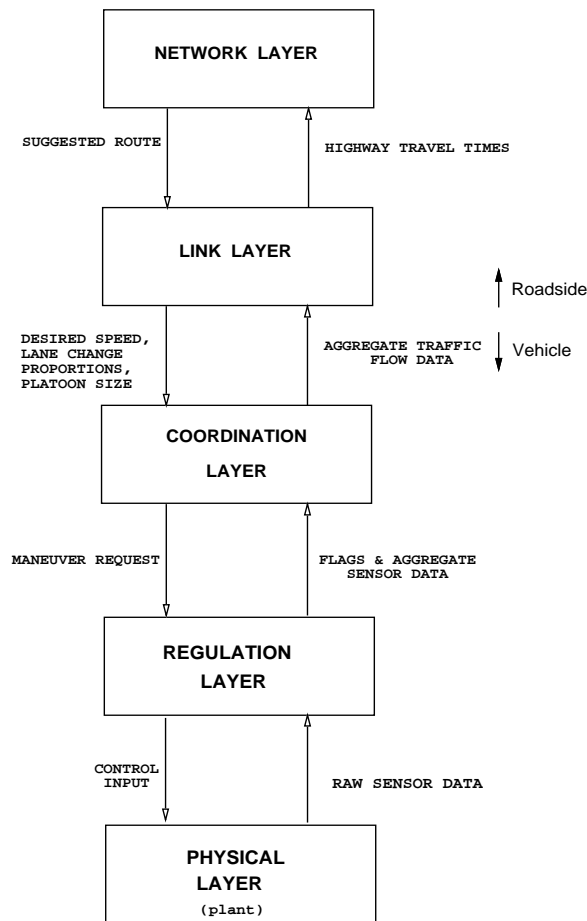 NETWORK LAYER
SUGGESTED ROUTE
HIGHWAY TRAVEL TIMES
LINK LAYER
Roadside
DESIRED SPEED,
LANE CHANGE
PROPORTIONS,
PLATOON SIZE
AGGREGATE TRAFFIC
FLOW DATA
Vehicle
COORDINATION
LAYER
MANEUVER REQUEST
FLAGS & AGGREGATE
SENSOR DATA
REGULATION
LAYER
CONTROL
INPUT
RAW SENSOR DATA
PHYSICAL
LAYER
(plant)